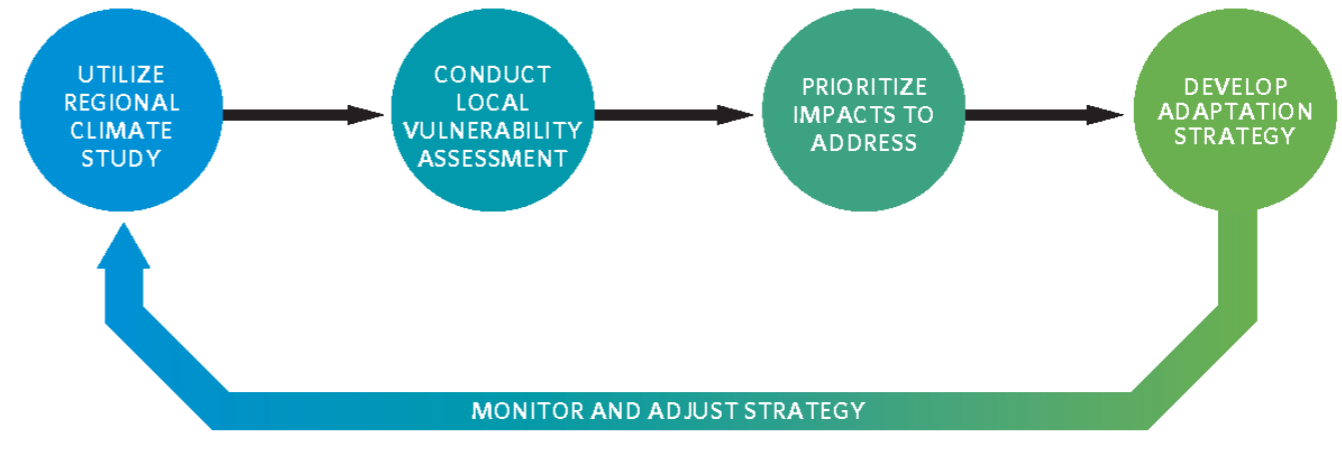 UTILIZE
REGIONAL
CLIMATE
STUDY
CONDUCT
LOCAL
VULNERABILITY
ASSESSMENT
PRIORITIZE
IMPACTS TO
ADDRESS
DEVELOP
ADAPTATION
STRATEGY
MONITOR AND ADJUST STRATEGY